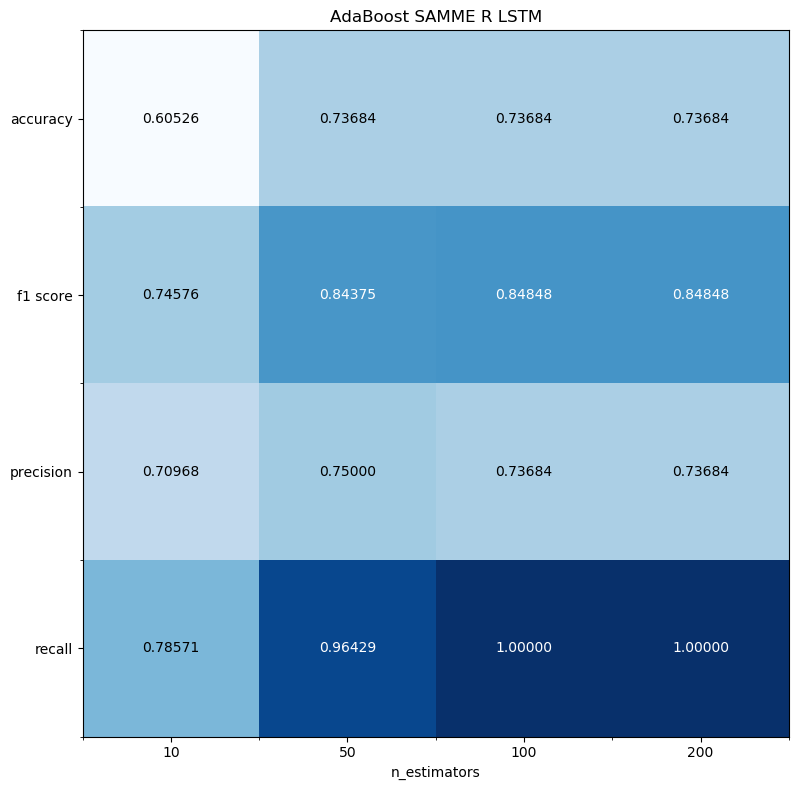 AdaBoost SAMME R LSTM
accuracy 0.60526 0.73684 0.73684 0.73684
f1 score 0.74576 0.84375 0.84848 0.84848
precision 0.70968 0.75000 0.73684 0.73684
recall 0.78571 0.96429 1.00000 1.00000
10 50 100 200
n_estimators